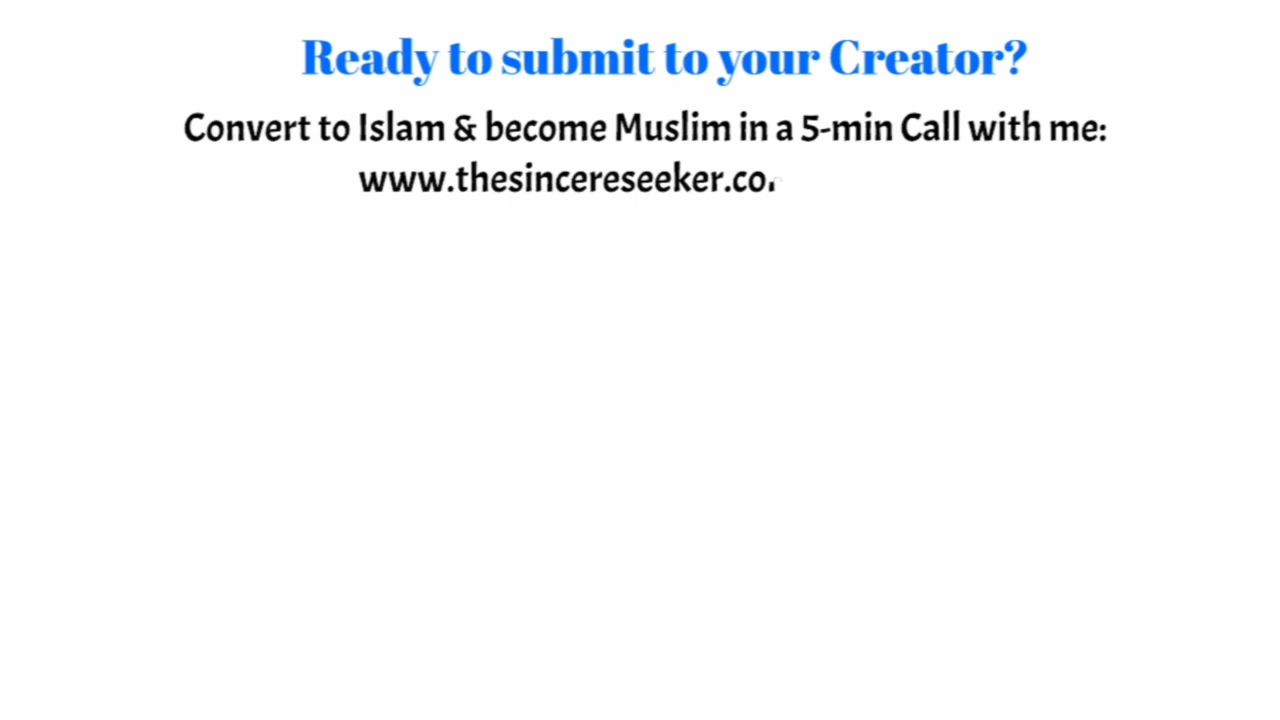 Ready to submit to your Creator?
Convert to Islam & become Muslim in a 5-min Call with me:
www.thesincereseeker.co